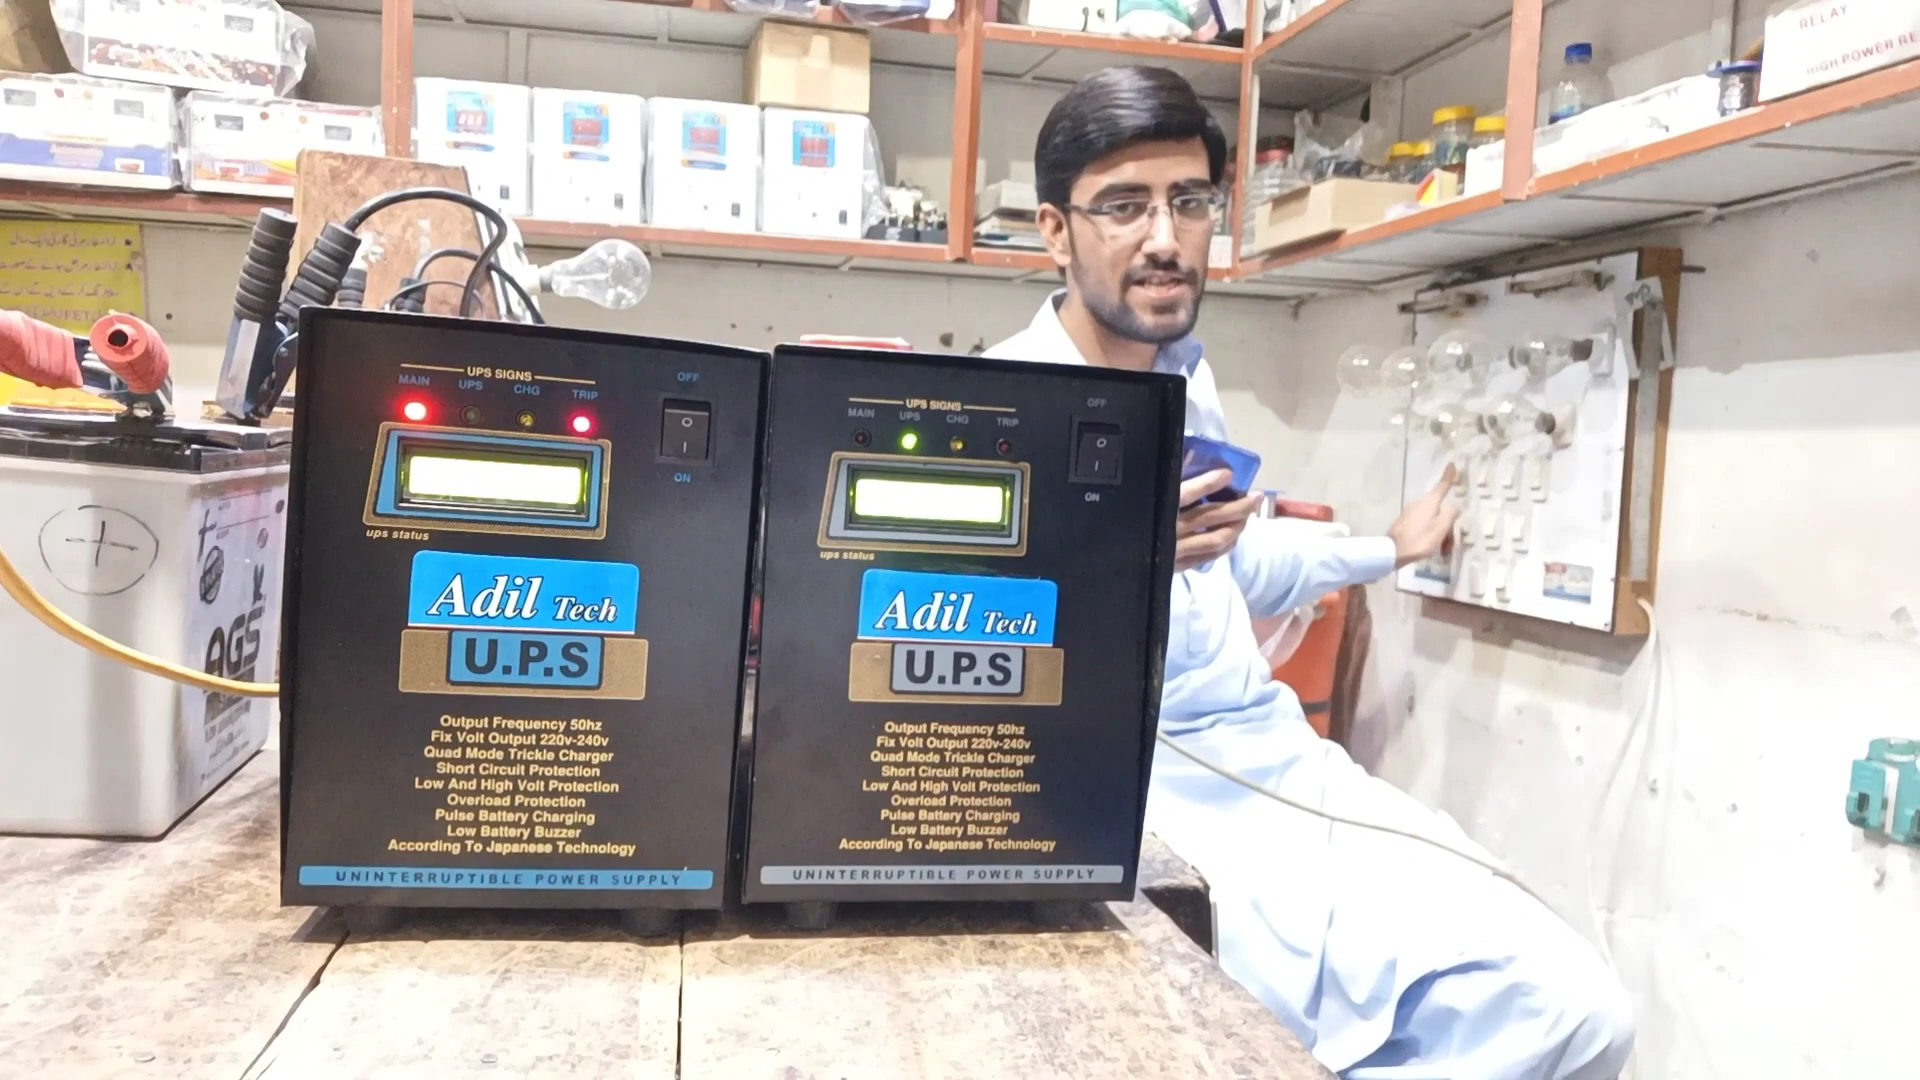 RELAY
HIGH POWER RE
UPS SIGNS
MAIN UPS CHG TRIP
OFF
ON
ups status
Adil Tech
U.P.S
Output Frequency 50hz
Fix Volt Output 220v-240v
Quad Mode Trickle Charger
Short Circuit Protection
Low And High Volt Protection
Overload Protection
Pulse Battery Charging
Low Battery Buzzer
According To Japanese Technology
UNINTERRUPTIBLE POWER SUPPLY
UPS SIGNS
MAIN UPS CHG TRIP
OFF
ON
ups status
Adil Tech
U.P.S
Output Frequency 50hz
Fix Volt Output 220v-240v
Quad Mode Trickle Charger
Short Circuit Protection
Low And High Volt Protection
Overload Protection
Pulse Battery Charging
Low Battery Buzzer
According To Japanese Technology
UNINTERRUPTIBLE POWER SUPPLY
AGS